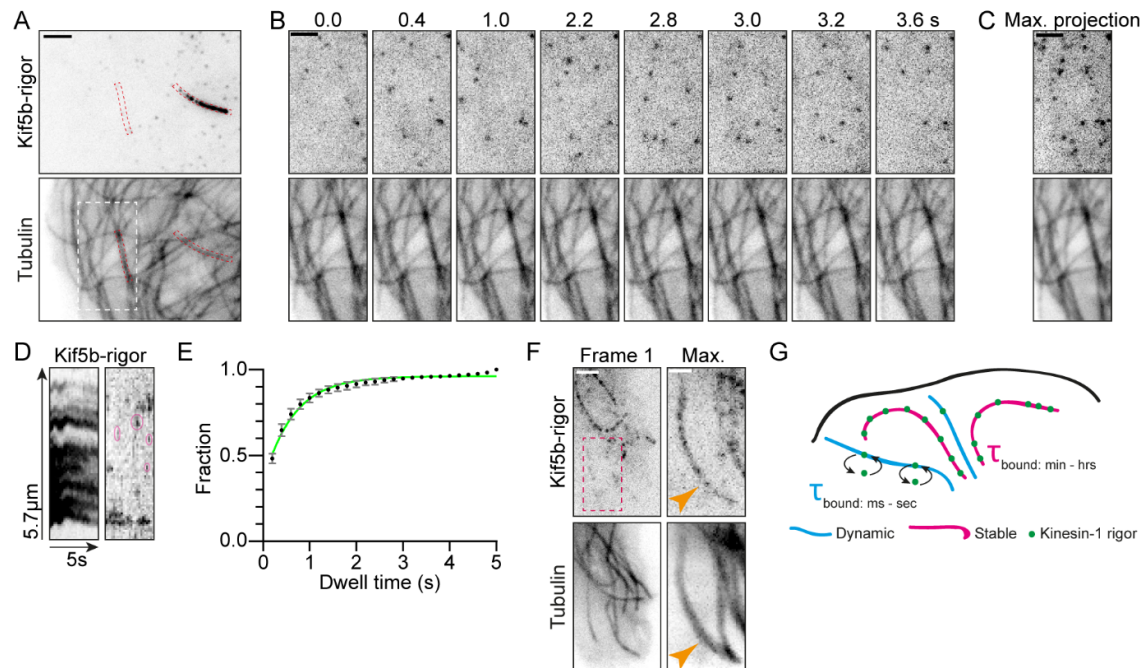 A
Kif5b-rigor
Tubulin
B
0.0 0.4 1.0 2.2 2.8 3.0 3.2 3.6 s
C
Max. projection
D
Kif5b-rigor
5.7µm
5s
E
Fraction
1.0
0.5
0.0
0 1 2 3 4 5
Dwell time (s)
F
Frame 1 Max.
Kif5b-rigor
Tubulin
G
τbound: min - hrs
τbound: ms - sec
Dynamic Stable Kinesin-1 rigor